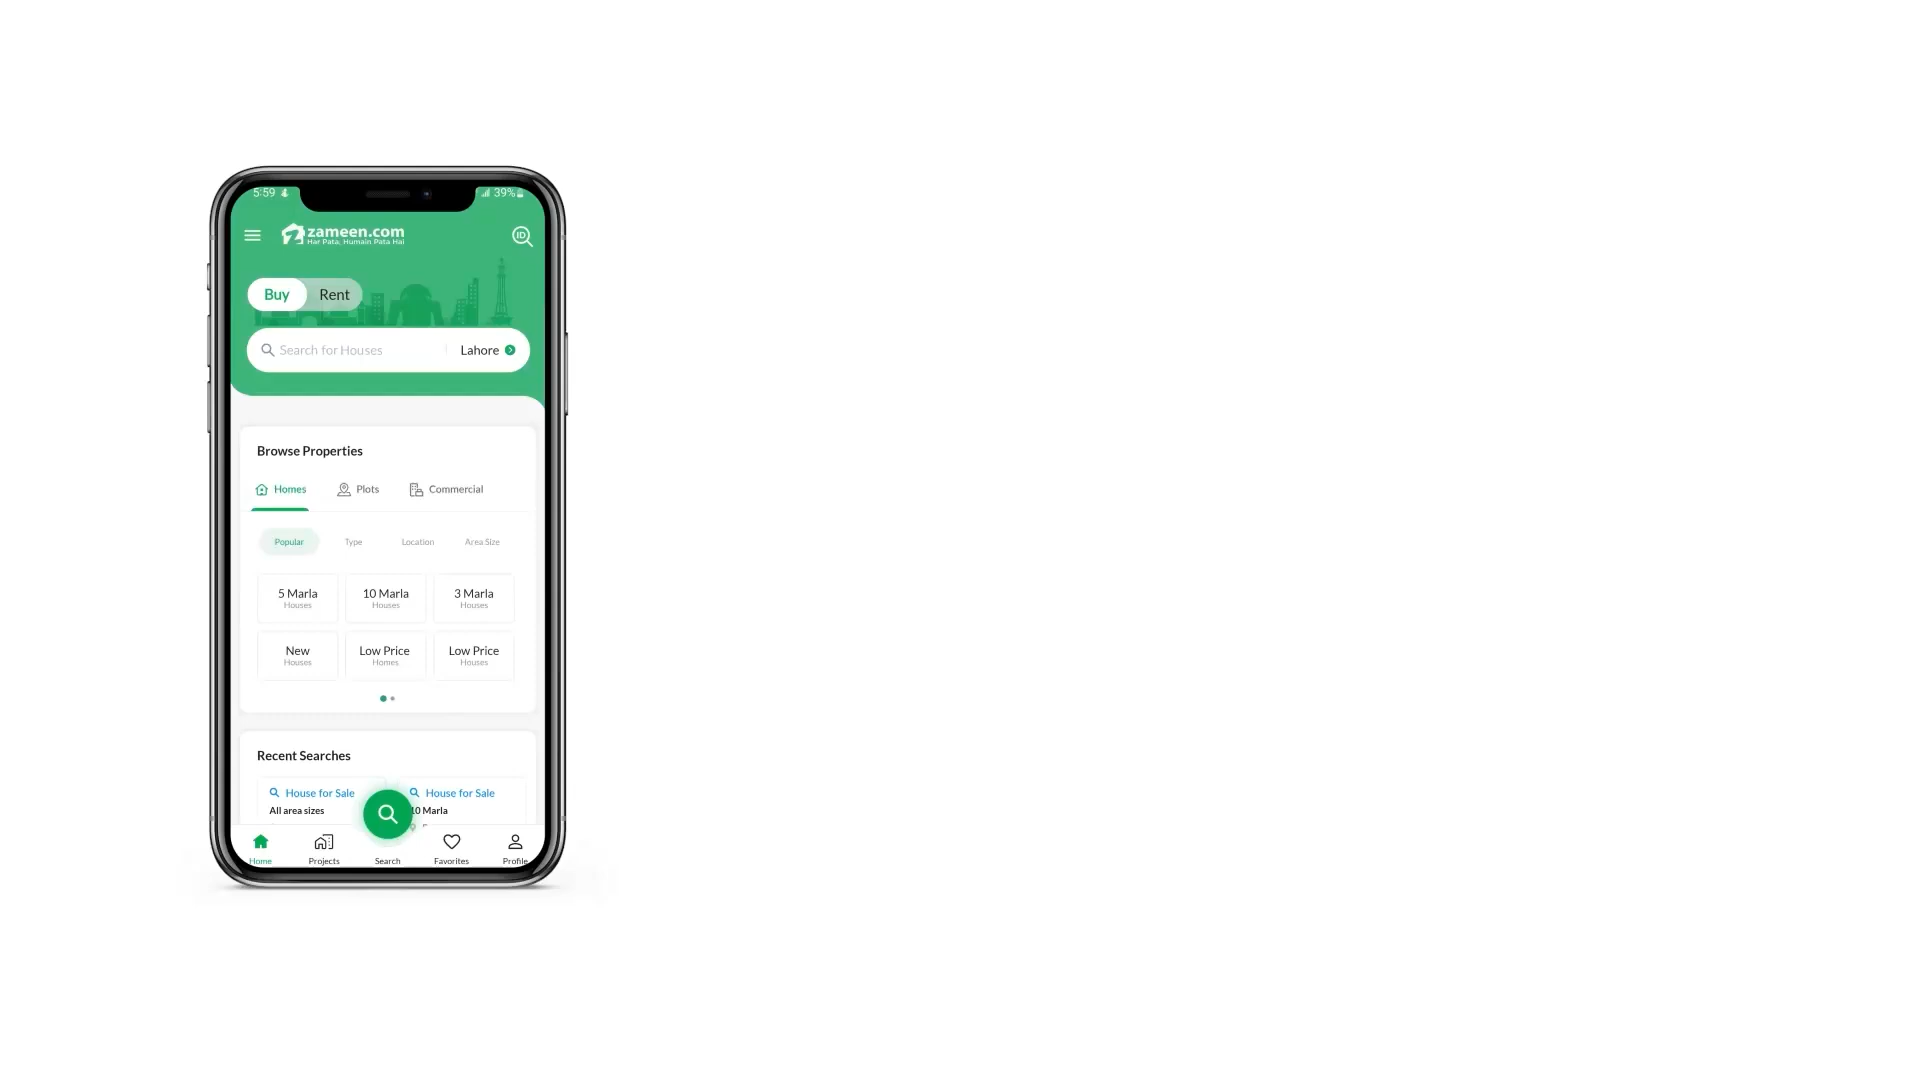 5:59 39%
zameen.com
Har Pata, Humain Pata Hai
ID
Buy Rent
Search for Houses Lahore
Browse Properties
Homes Plots Commercial
Popular Type Location Area Size
5 Marla 10 Marla 3 Marla
Houses Houses Houses
New Low Price Low Price
Houses Homes Houses
Recent Searches
House for Sale House for Sale
All area sizes 10 Marla
Home Projects Search Favorites Profile